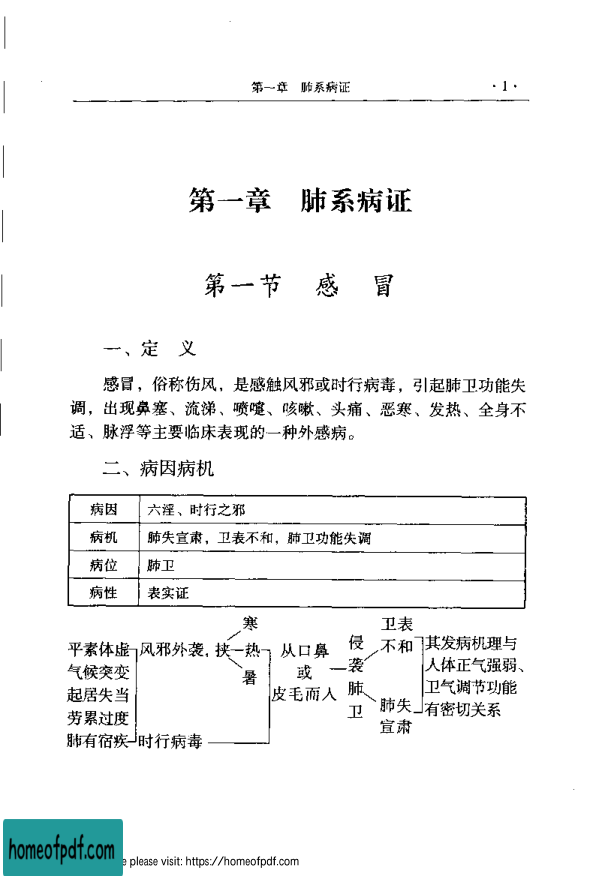 第一章 肺系病证 ·1·
第一章 肺系病证
第一节 感 冒
一、定 义
感冒，俗称伤风，是感触风邪或时行病毒，引起肺卫功能失
调，出现鼻塞、流涕、喷嚏、咳嗽、头痛、恶寒、发热、全身不
适、脉浮等主要临床表现的一种外感病。
二、病因病机
病因 六淫、时行之邪
病机 肺失宣肃，卫表不和，肺卫功能失调
病位 肺卫
病性 表实证
平素体虚
气候突变
起居失当
劳累过度
肺有宿疾
风邪外袭，挟
寒
热
暑
时行病毒
从口鼻
或
皮毛而人
侵
袭
肺
卫
卫表
不和
肺失
宣肃
其发病机理与
人体正气强弱、
卫气调节功能
有密切关系
homeofpdf.com
e please visit: https://homeofpdf.com